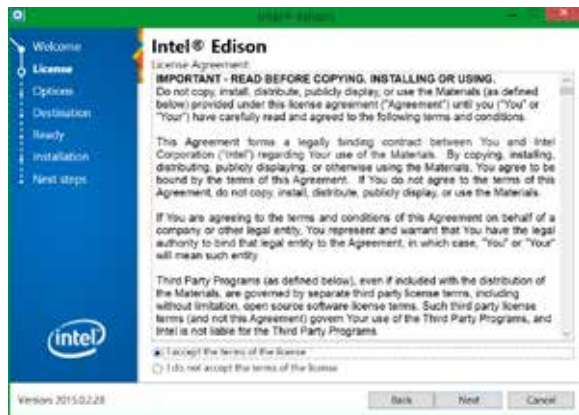 Intel® Edison
Welcome
License
Options
Destination
Ready
Installation
Next steps
Intel® Edison
License Agreement:
IMPORTANT - READ BEFORE COPYING, INSTALLING OR USING.
Do not copy, install, distribute, publicly display, or use the Materials (as defined
below) provided under this license agreement ("Agreement") until you ("You" or
"Your") have carefully read and agreed to the following terms and conditions.
This Agreement forms a legally binding contract between You and Intel
Corporation ("Intel") regarding Your use of the Materials. By copying, installing,
distributing, publicly displaying, or otherwise using the Materials, You agree to be
bound by the terms of this Agreement. If You do not agree to the terms of this
Agreement, do not copy, install, distribute, publicly display, or use the Materials.
If You are agreeing to the terms and conditions of this Agreement on behalf of a
company or other legal entity, You represent and warrant that You have the legal
authority to bind that legal entity to the Agreement, in which case, "You" or "Your"
will mean such entity.
Third Party Programs (as defined below), even if included with the distribution of
the Materials, are governed by separate third party license terms, including
without limitation, open source software license terms. Such third party license
terms (and not this Agreement) govern Your use of the Third Party Programs, and
Intel is not liable for the Third Party Programs.
I accept the terms of the license
I do not accept the terms of the license
intel
Version 2015.02.28
Back
Next
Cancel